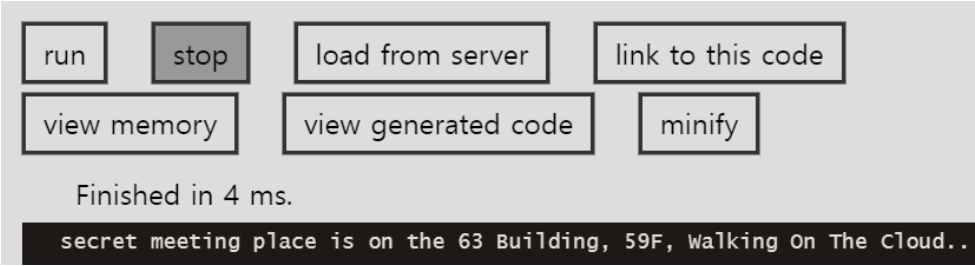 run stop load from server link to this code
view memory view generated code minify
Finished in 4 ms.
secret meeting place is on the 63 Building, 59F, Walking On The Cloud..